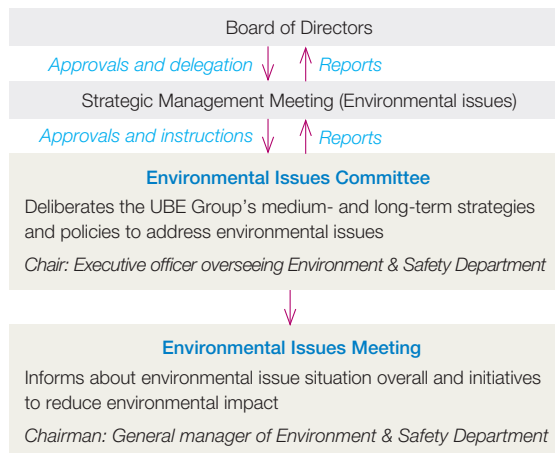 Board of Directors
Approvals and delegation Reports
Strategic Management Meeting (Environmental issues)
Approvals and instructions Reports
Environmental Issues Committee
Deliberates the UBE Group's medium- and long-term strategies
and policies to address environmental issues
Chair: Executive officer overseeing Environment & Safety Department
Environmental Issues Meeting
Informs about environmental issue situation overall and initiatives
to reduce environmental impact
Chairman: General manager of Environment & Safety Department